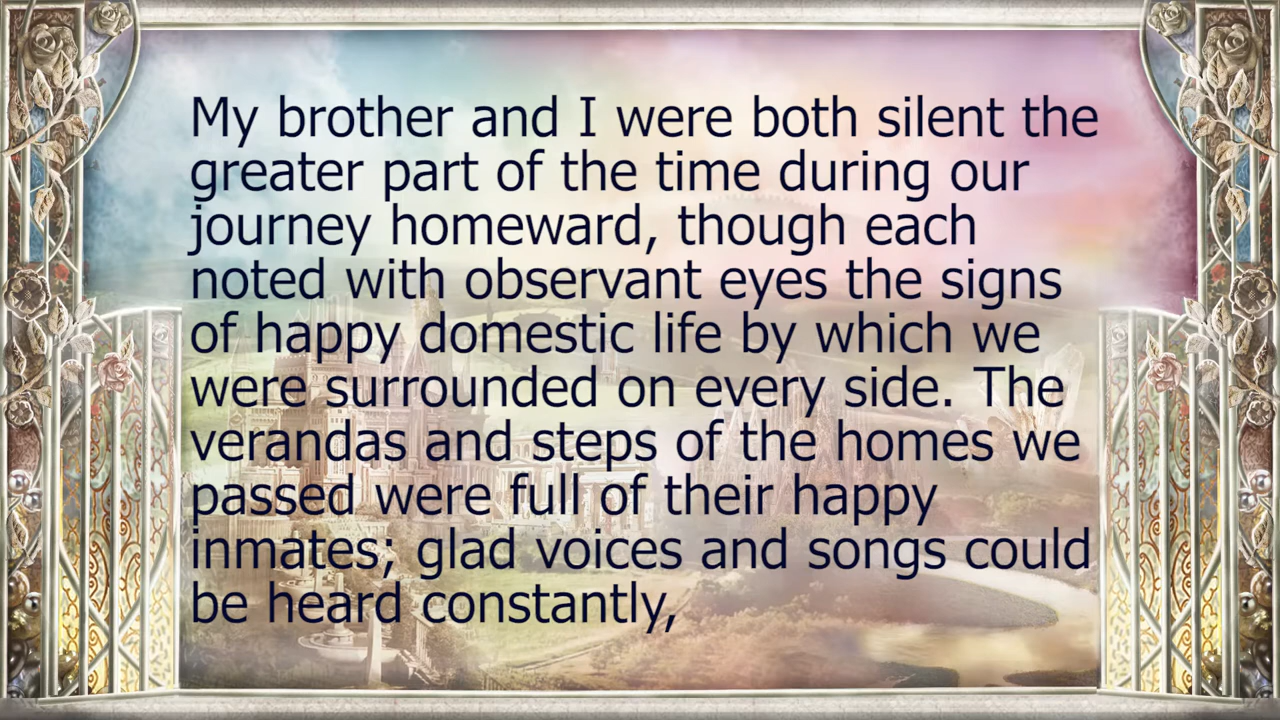 My brother and I were both silent the
greater part of the time during our
journey homeward, though each
noted with observant eyes the signs
of happy domestic life by which we
were surrounded on every side. The
verandas and steps of the homes we
passed were full of their happy
inmates; glad voices and songs could
be heard constantly,